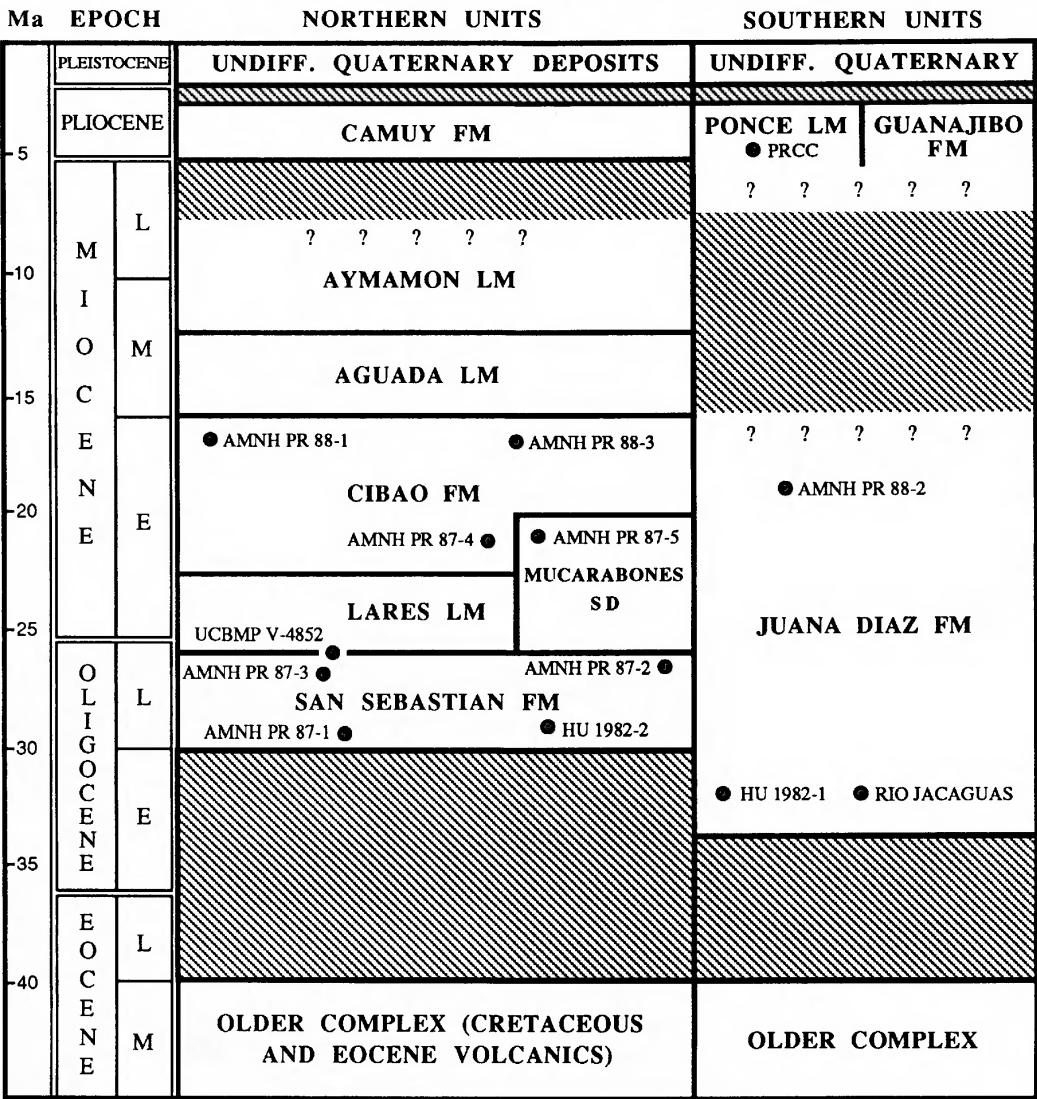 Ma EPOCH NORTHERN UNITS SOUTHERN UNITS
PLEISTOCENE UNDIFF. QUATERNARY DEPOSITS UNDIFF. QUATERNARY
PLIOCENE CAMUY FM PONCE LM GUANAJIBO
FM
PRCC
-5
? ? ? ? ?
MIOCENE
L
? ? ? ? ?
-10
AYMAMON LM
M
AGUADA LM
-15
? ? ? ? ?
E
AMNH PR 88-1 AMNH PR 88-3
CIBAO FM AMNH PR 88-2
-20
AMNH PR 87-4 AMNH PR 87-5
MUCARABONES
SD
LARES LM
-25
UCBMP V-4852
JUANA DIAZ FM
OLIGOCENE
L
AMNH PR 87-3 AMNH PR 87-2
SAN SEBASTIAN FM
AMNH PR 87-1 HU 1982-2
-30
E
HU 1982-1 RIO JACAGUAS
-35
EOCENE
L
-40
M
OLDER COMPLEX (CRETACEOUS
AND EOCENE VOLCANICS)
OLDER COMPLEX